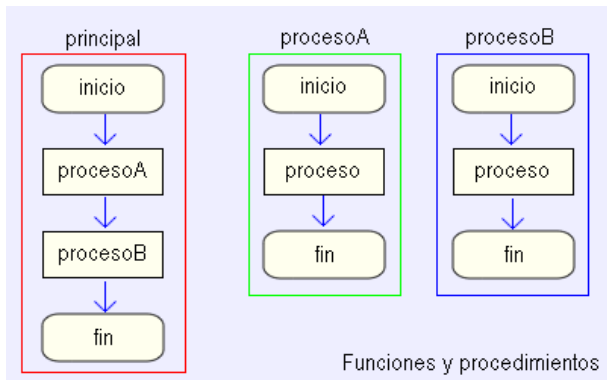 principal
inicio
procesoA
procesoB
fin
procesoA
inicio
proceso
fin
procesoB
inicio
proceso
fin
Funciones y procedimientos